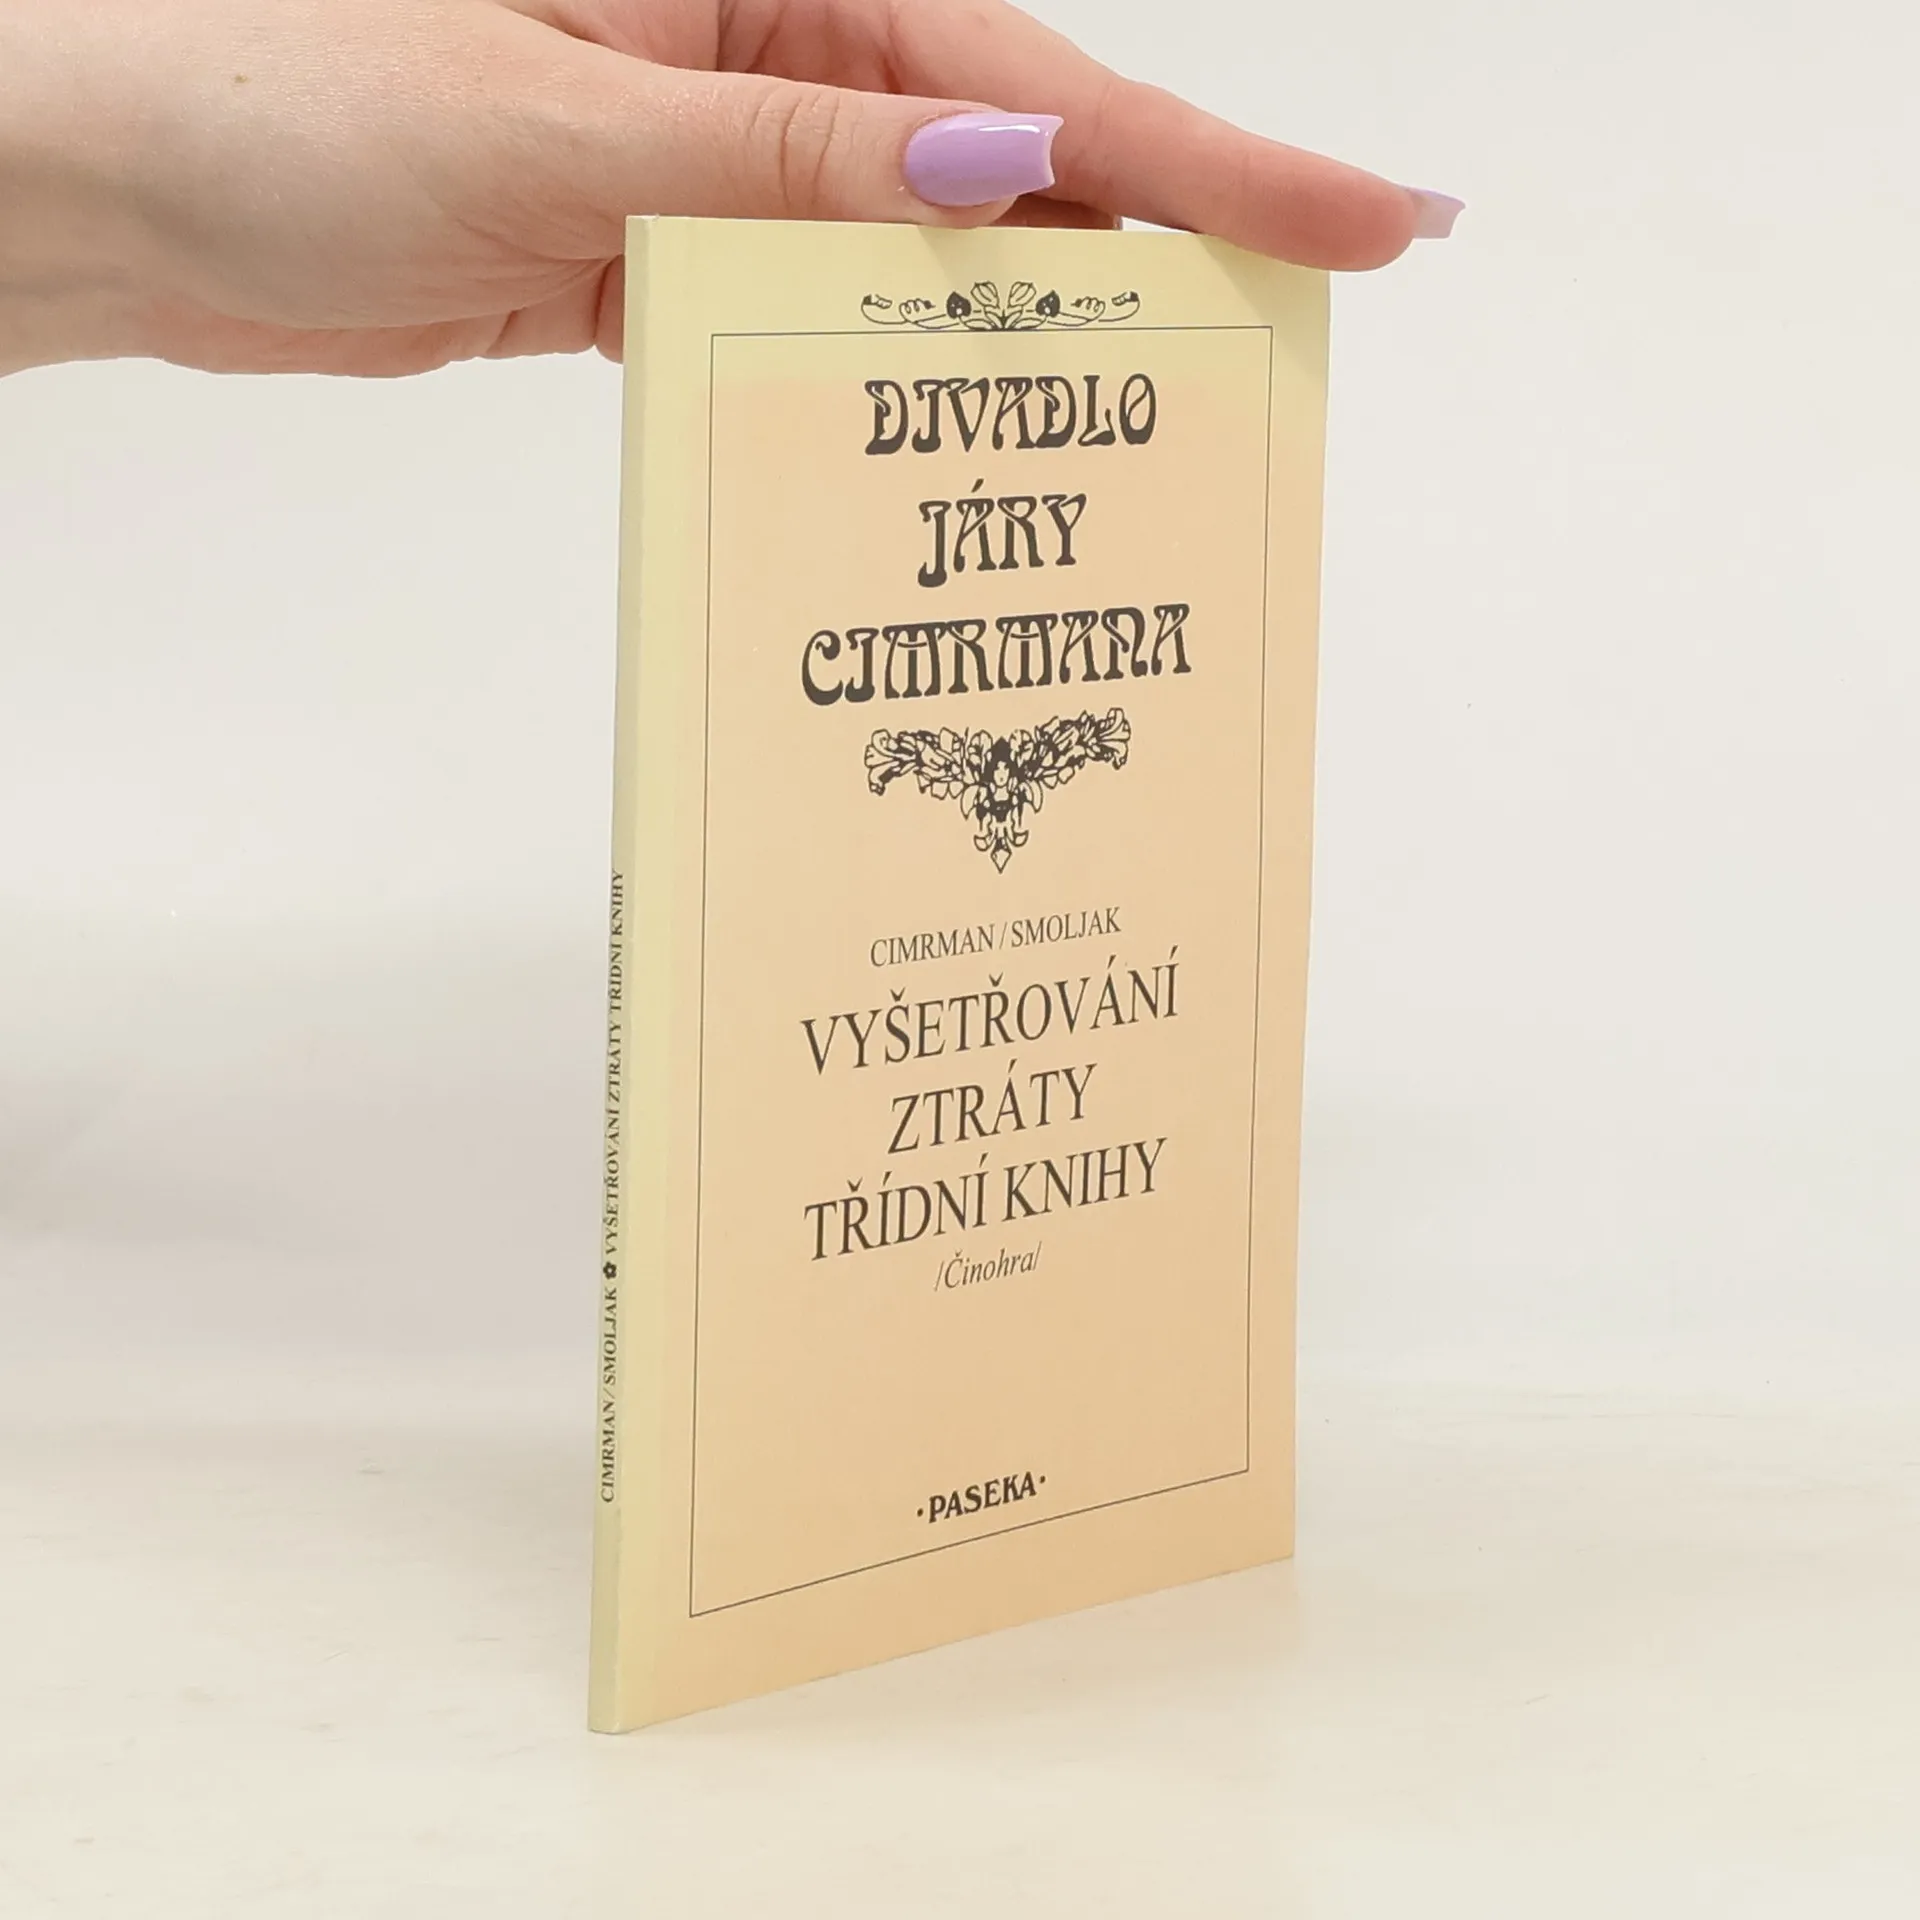 DIVADLO
JÁRY
CIMRMANA
CIMRMAN / SMOLJAK
VYŠETŘOVÁNÍ
ZTRÁTY
TŘÍDNÍ KNIHY
/Činohra/
·PASEKA·
CIMRMAN / SMOLJAK ✿ VYŠETŘOVÁNÍ ZTRÁTY TŘÍDNÍ KNIHY